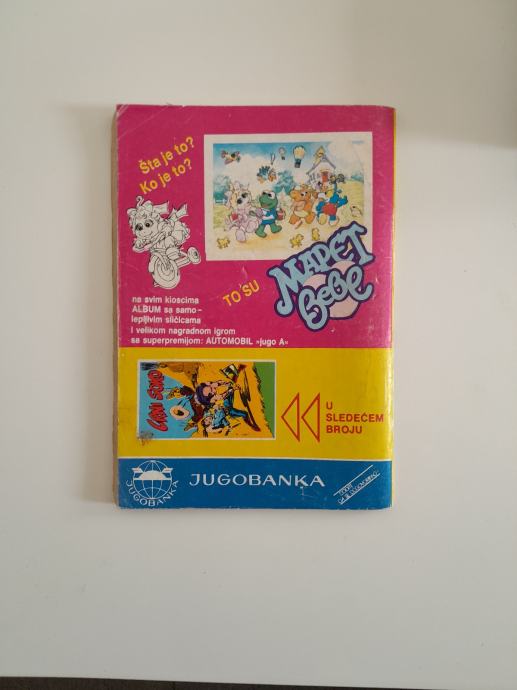 Šta je to?
Ko je to?
TO SU
MAPET
BEBE
na svim kioscima
ALBUM sa samo-
lepljivim sličicama
i velikom nagradnom igrom
sa superpremijom: AUTOMOBIL »jugo A«
U
SLEDEĆEM
BROJU
JUGOBANKA
JUGOBANKA